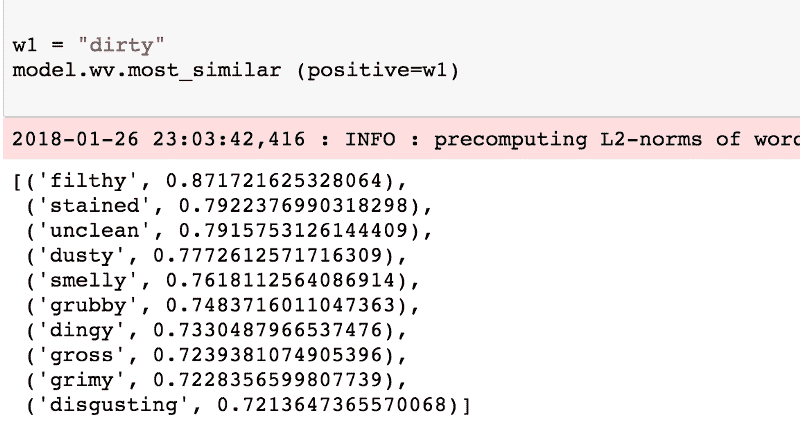 w1 = "dirty"
model.wv.most_similar (positive=w1)
2018-01-26 23:03:42,416 : INFO : precomputing L2-norms of word
[('filthy', 0.871721625328064),
('stained', 0.7922376990318298),
('unclean', 0.7915753126144409),
('dusty', 0.7772612571716309),
('smelly', 0.7618112564086914),
('grubby', 0.7483716011047363),
('dingy', 0.7330487966537476),
('gross', 0.7239381074905396),
('grimy', 0.7228356599807739),
('disgusting', 0.7213647365570068)]